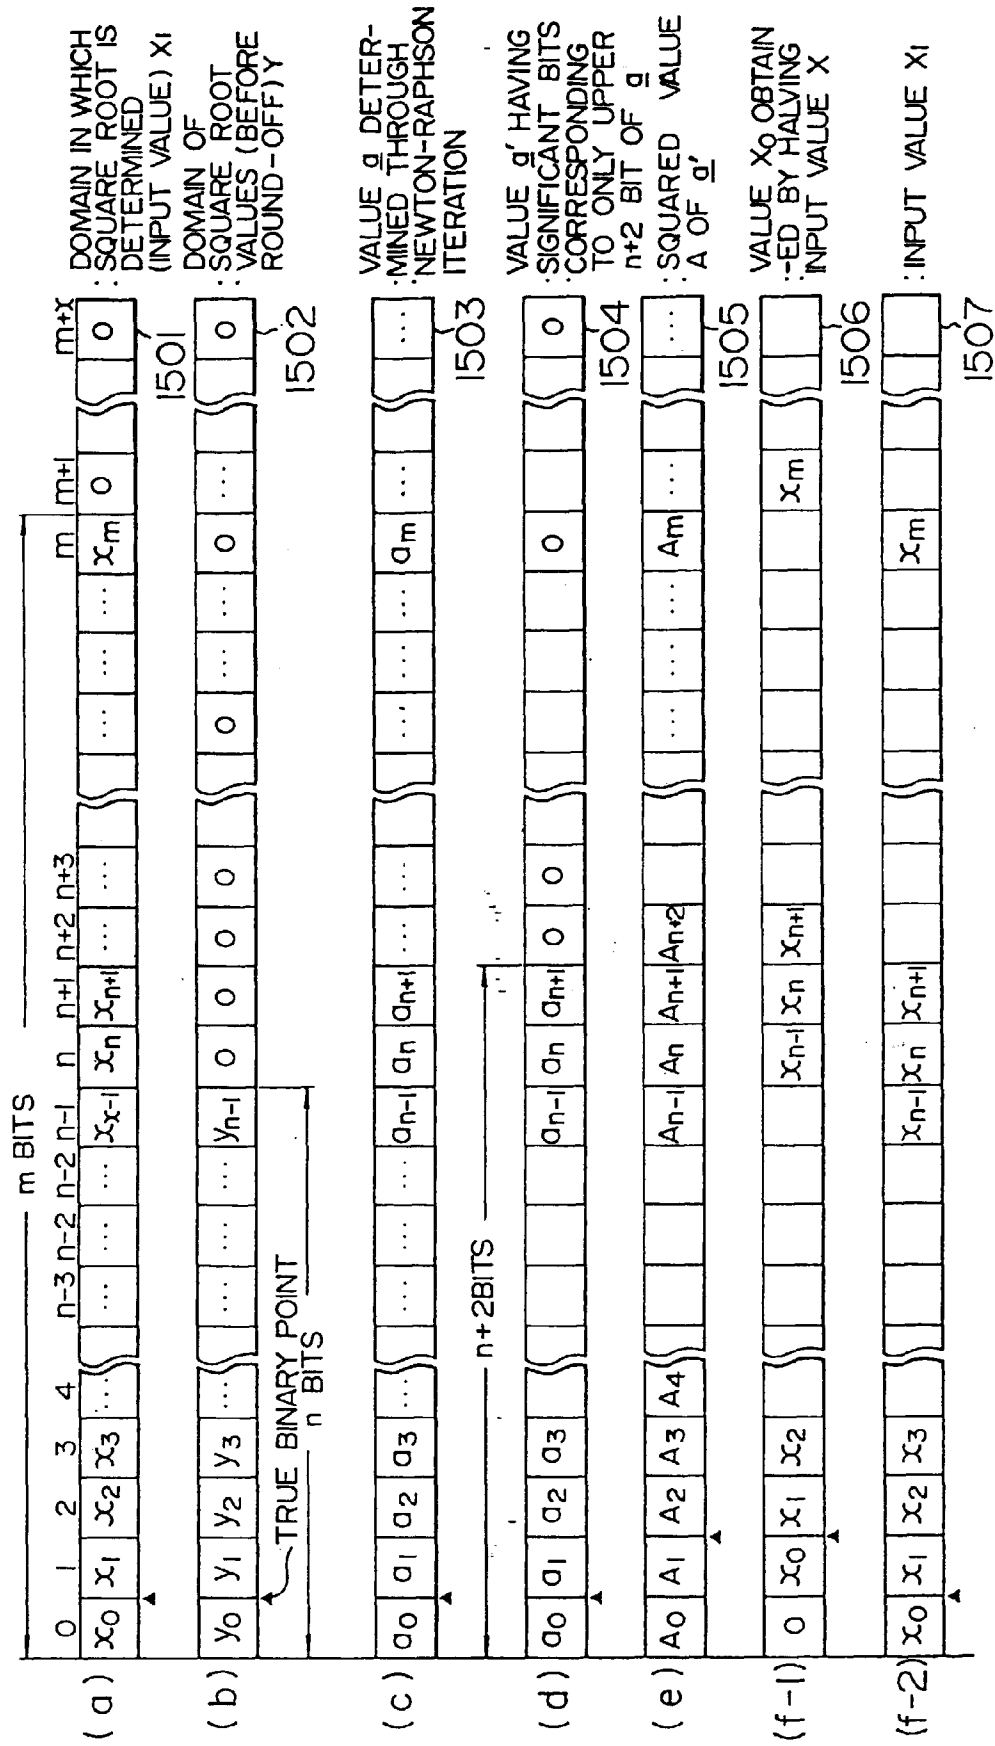 m BITS
0 1 2 3 4 n-3 n-2 n-2 n-1 n n+1 n+2 n+3 m m+1 m+x
(a) x0 x1 x2 x3 ... ... ... ... xx-1 xn xn+1 ... ... ... ... ... xm 0 0
: DOMAIN IN WHICH
SQUARE ROOT IS
DETERMINED
(INPUT VALUE) X1
1501
(b) y0 y1 y2 y3 ... ... ... ... yn-1 0 0 0 0 0 ... ... 0 ... 0
DOMAIN OF
: SQUARE ROOT
VALUES (BEFORE
ROUND-OFF) Y
1502
TRUE BINARY POINT
n BITS
(c) a0 a1 a2 a3 ... ... ... ... an-1 an an+1 ... ... ... ... ... am ... ...
VALUE a DETER-
:MINED THROUGH
NEWTON-RAPHSON
ITERATION
1503
n+2BITS
(d) a0 a1 a2 a3 an-1 an an+1 0 0 0 0
VALUE a' HAVING
:SIGNIFICANT BITS
CORRESPONDING
TO ONLY UPPER
n+2 BIT OF a
1504
(e) A0 A1 A2 A3 A4 An-1 An An+1 An+2 ... ... ... Am ... ...
: SQUARED VALUE
A OF a'
1505
(f-1) 0 x0 x1 x2 xn-1 xn xn+1 xm
VALUE X0 OBTAIN
:-ED BY HALVING
INPUT VALUE X
1506
(f-2) x0 x1 x2 x3 xn-1 xn xn+1 xm
: INPUT VALUE X1
1507